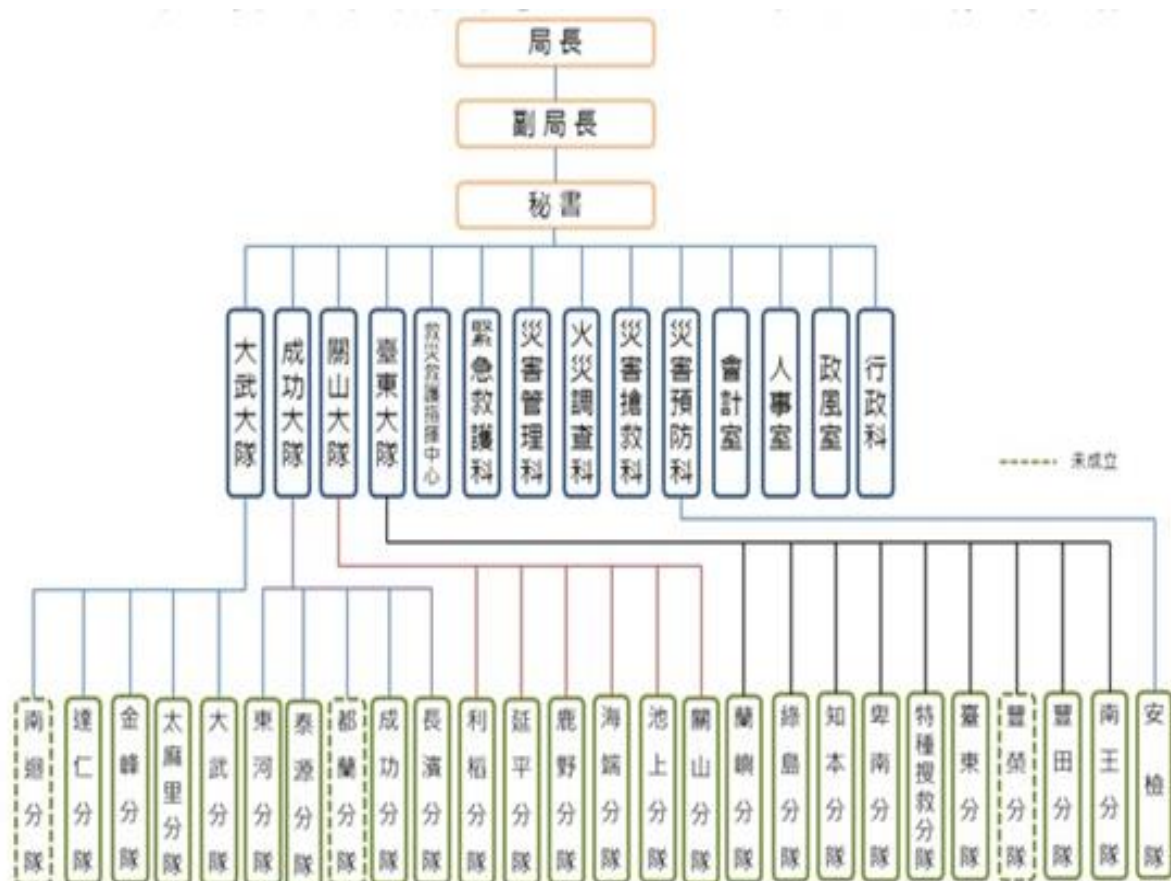 局長
副局長
秘書
大武大隊
成功大隊
關山大隊
臺東大隊
救災救護指揮中心
緊急救護科
災害管理科
火災調查科
災害搶救科
災害預防科
會計室
人事室
政風室
行政科
未成立
南迴分隊
達仁分隊
金峰分隊
太麻里分隊
大武分隊
東河分隊
泰源分隊
都蘭分隊
成功分隊
長濱分隊
利稻分隊
延平分隊
鹿野分隊
海端分隊
池上分隊
關山分隊
蘭嶼分隊
綠島分隊
知本分隊
卑南分隊
特種搜救分隊
臺東分隊
豐榮分隊
豐田分隊
南王分隊
安檢隊